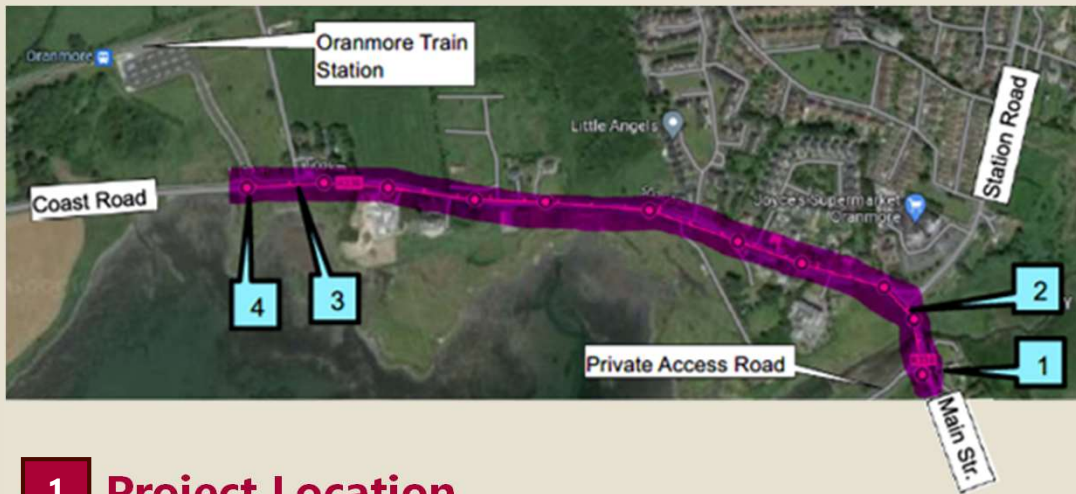 Oranmore
Oranmore Train
Station
Little Angels
Station Road
Coast Road
Joyces Supermarket
Oranmore
4
3
2
1
Private Access Road
Main Str.
1 Project Location